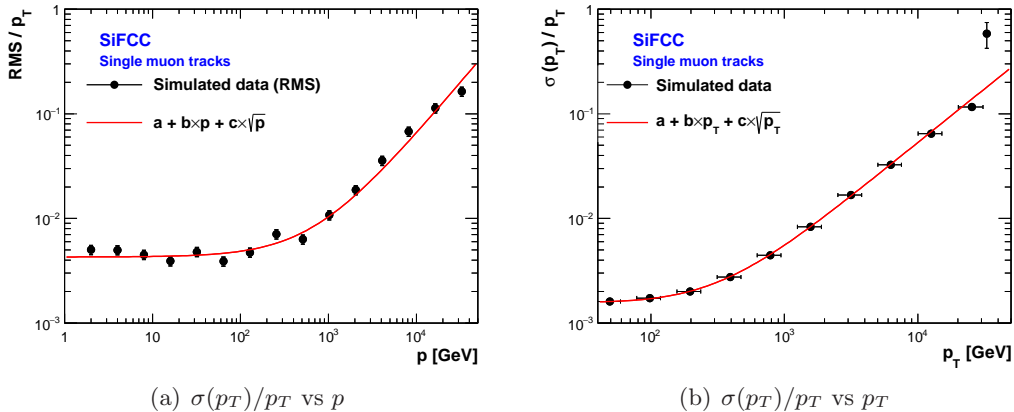 RMS / p_T
1
10^{-1}
10^{-2}
10^{-3}
SiFCC
Single muon tracks
Simulated data (RMS)
a + b×p + c×√p
1 10 10^2 10^3 10^4
p [GeV]
(a) σ(p_T)/p_T vs p
σ (p_T) / p_T
1
10^{-1}
10^{-2}
10^{-3}
SiFCC
Single muon tracks
Simulated data
a + b×p_T + c×√p_T
10^2 10^3 10^4
p_T [GeV]
(b) σ(p_T)/p_T vs p_T